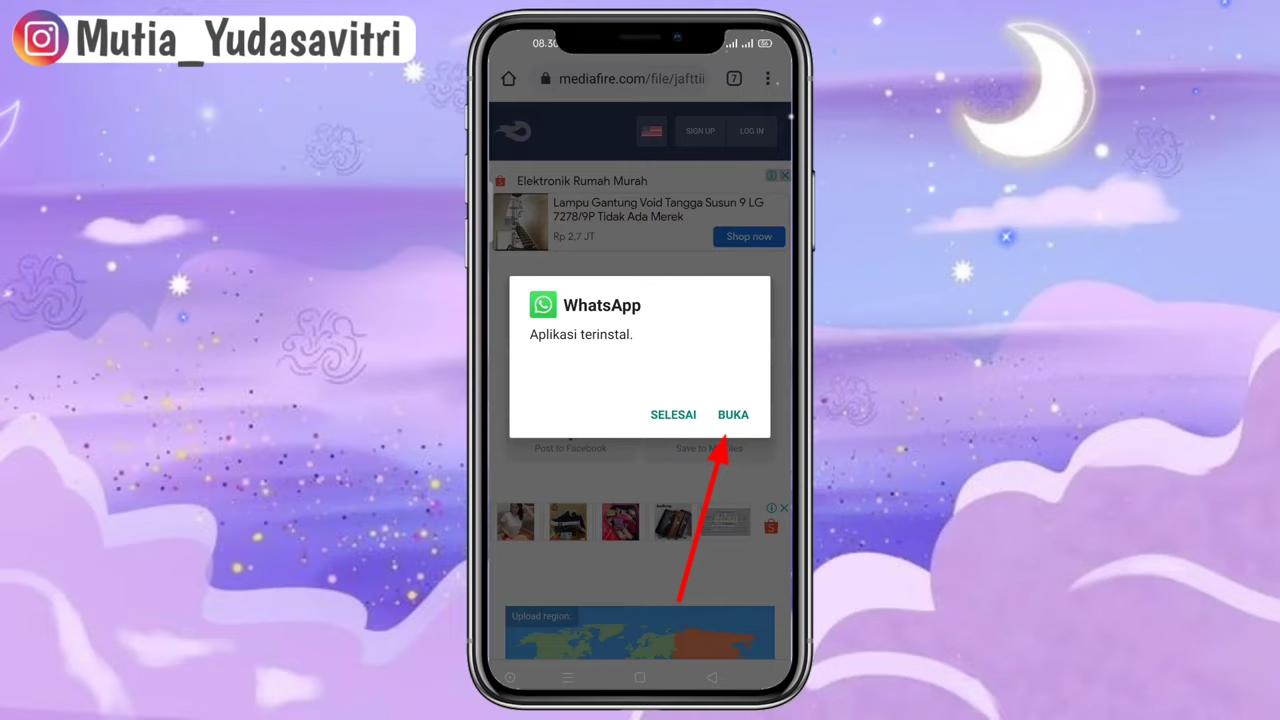 Mutia_Yudasavitri
08.30
mediafire.com/file/jafttii
7
SIGN UP
LOG IN
Elektronik Rumah Murah
Lampu Gantung Void Tangga Susun 9 LG
7278/9P Tidak Ada Merek
Rp 2,7 JT
Shop now
WhatsApp
Aplikasi terinstal.
SELESAI
BUKA
Post to Facebook
Save to
Upload region: